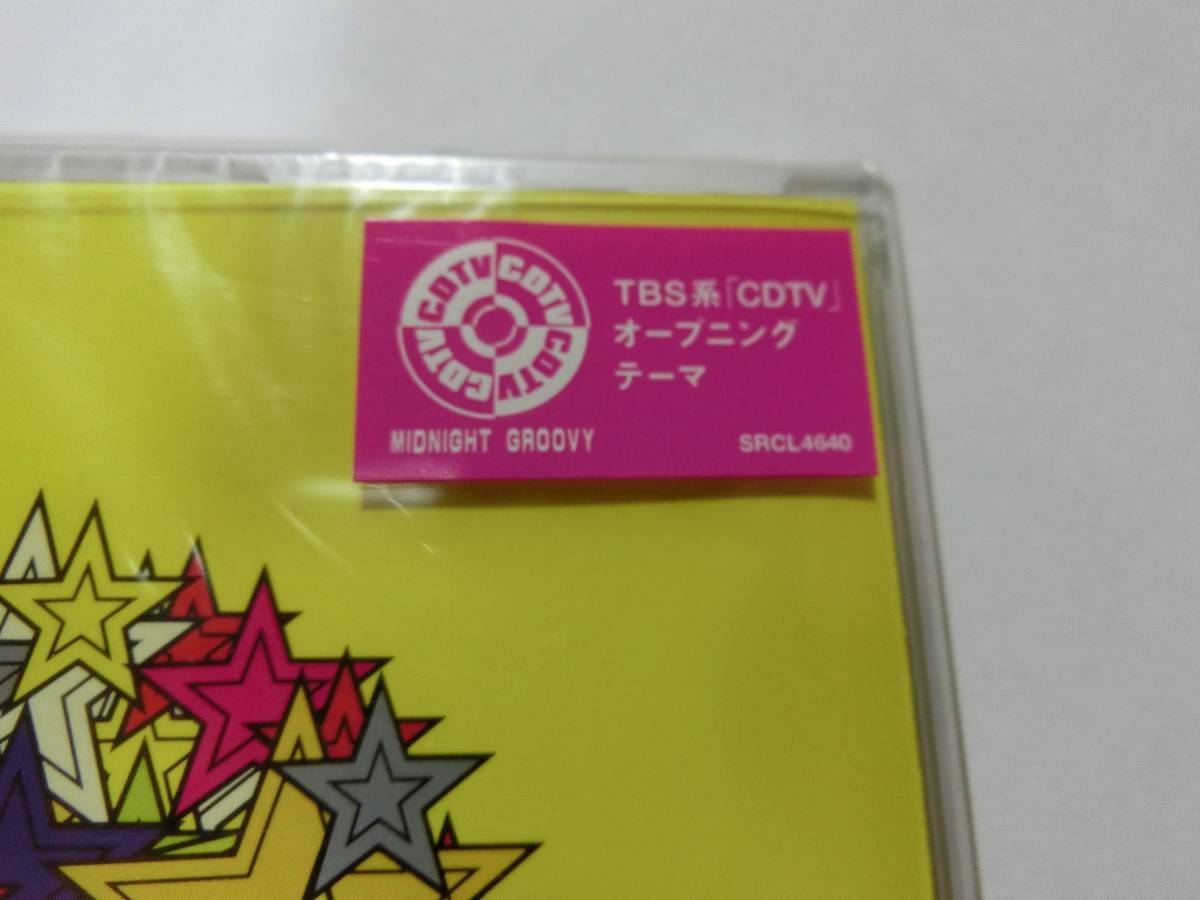 CDTV CDTV CDTV CDTV
MIDNIGHT GROOVY
TBS系「CDTV」
オープニング
テーマ
SRCL4640